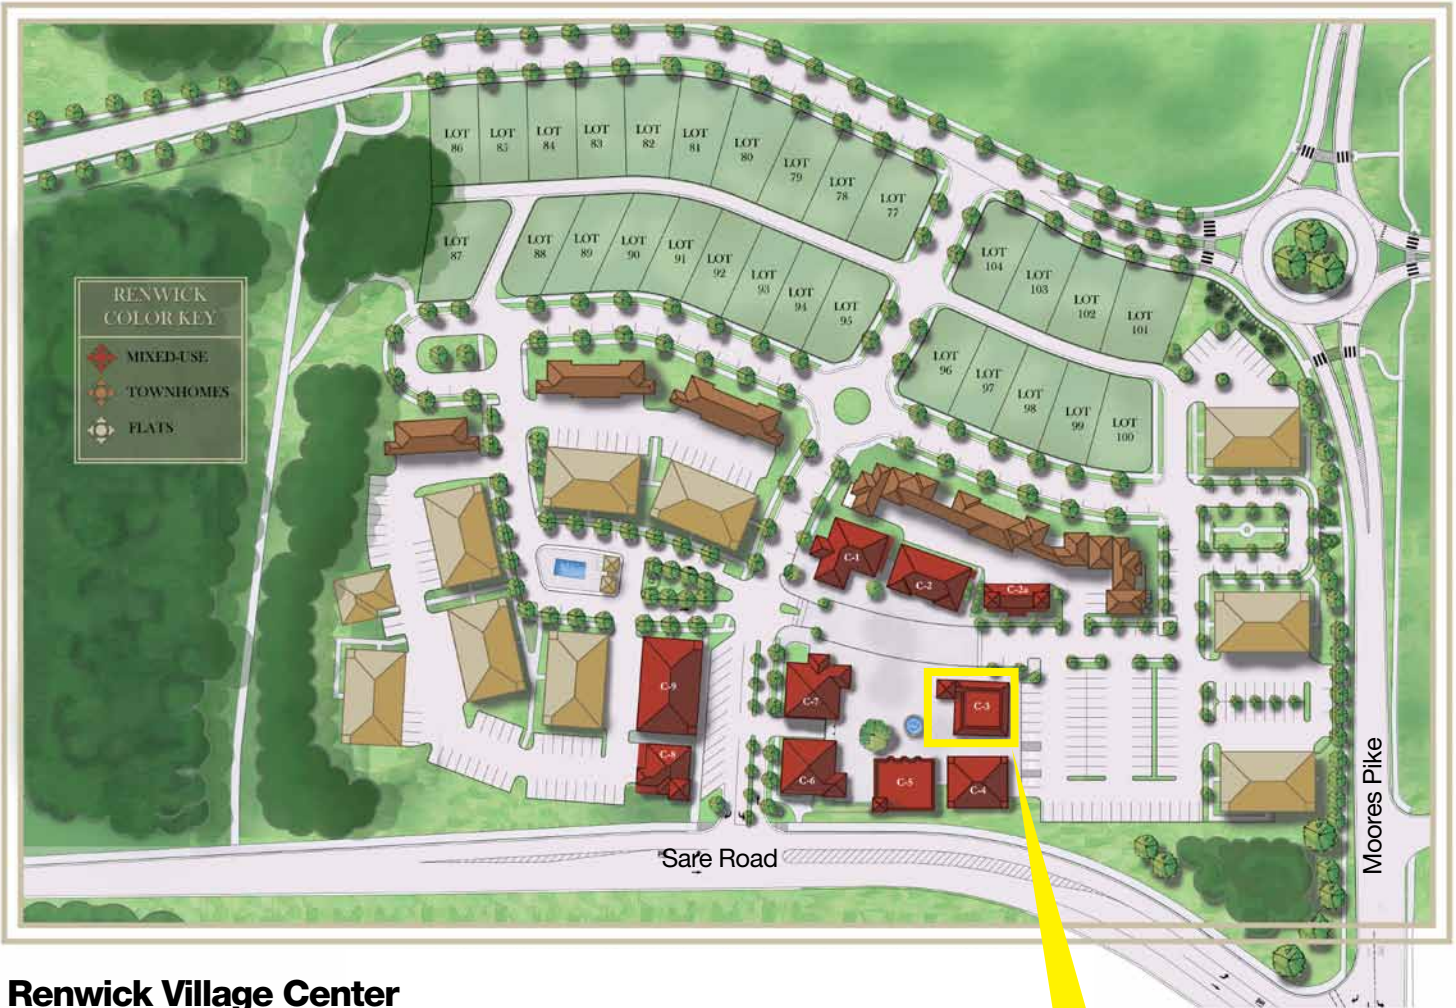 LOT
86
LOT
85
LOT
84
LOT
83
LOT
82
LOT
81
LOT
80
LOT
79
LOT
78
LOT
77
LOT
87
LOT
88
LOT
89
LOT
90
LOT
91
LOT
92
LOT
93
LOT
94
LOT
95
LOT
104
LOT
103
LOT
102
LOT
101
LOT
96
LOT
97
LOT
98
LOT
99
LOT
100
RENWICK
COLOR KEY
MIXED-USE
TOWNHOMES
FLATS
C-1
C-2
C-2a
C-3
C-9
C-7
C-8
C-6
C-5
C-4
Sare Road
Moores Pike
Renwick Village Center